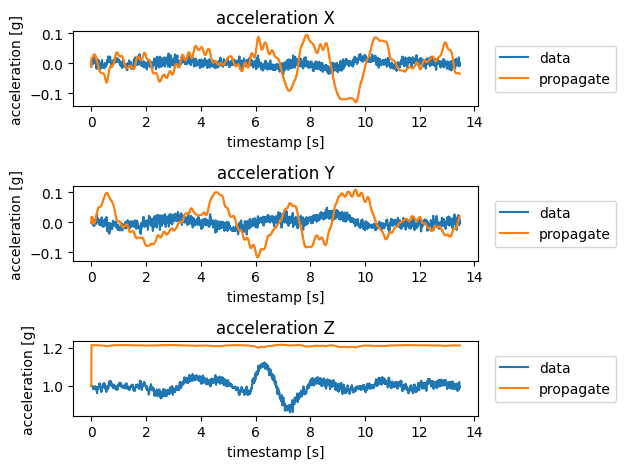 acceleration X
acceleration [g]
0.1
0.0
−0.1
0 2 4 6 8 10 12 14
timestamp [s]
data
propagate
acceleration Y
acceleration [g]
0.1
0.0
−0.1
0 2 4 6 8 10 12 14
timestamp [s]
data
propagate
acceleration Z
acceleration [g]
1.2
1.0
0 2 4 6 8 10 12 14
timestamp [s]
data
propagate